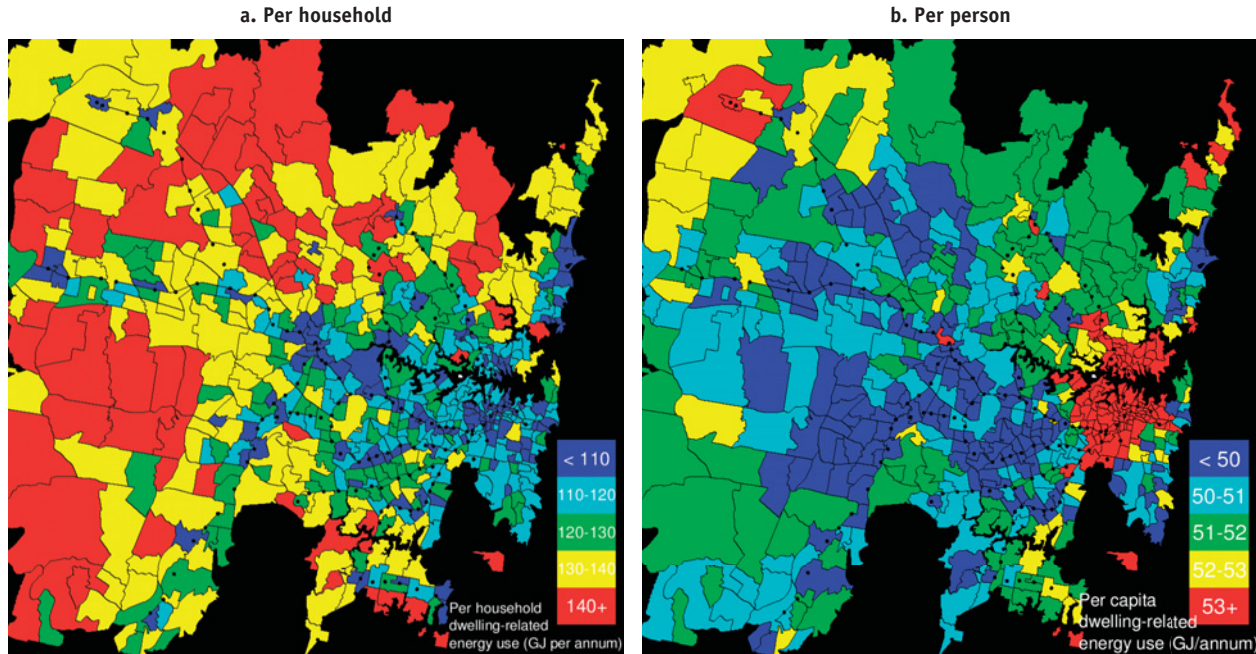 a. Per household
b. Per person
< 110
110-120
120-130
130-140
140+
Per household
dwelling-related
energy use (GJ per annum)
< 50
50-51
51-52
52-53
53+
Per capita
dwelling-related
energy use (GJ/annum)